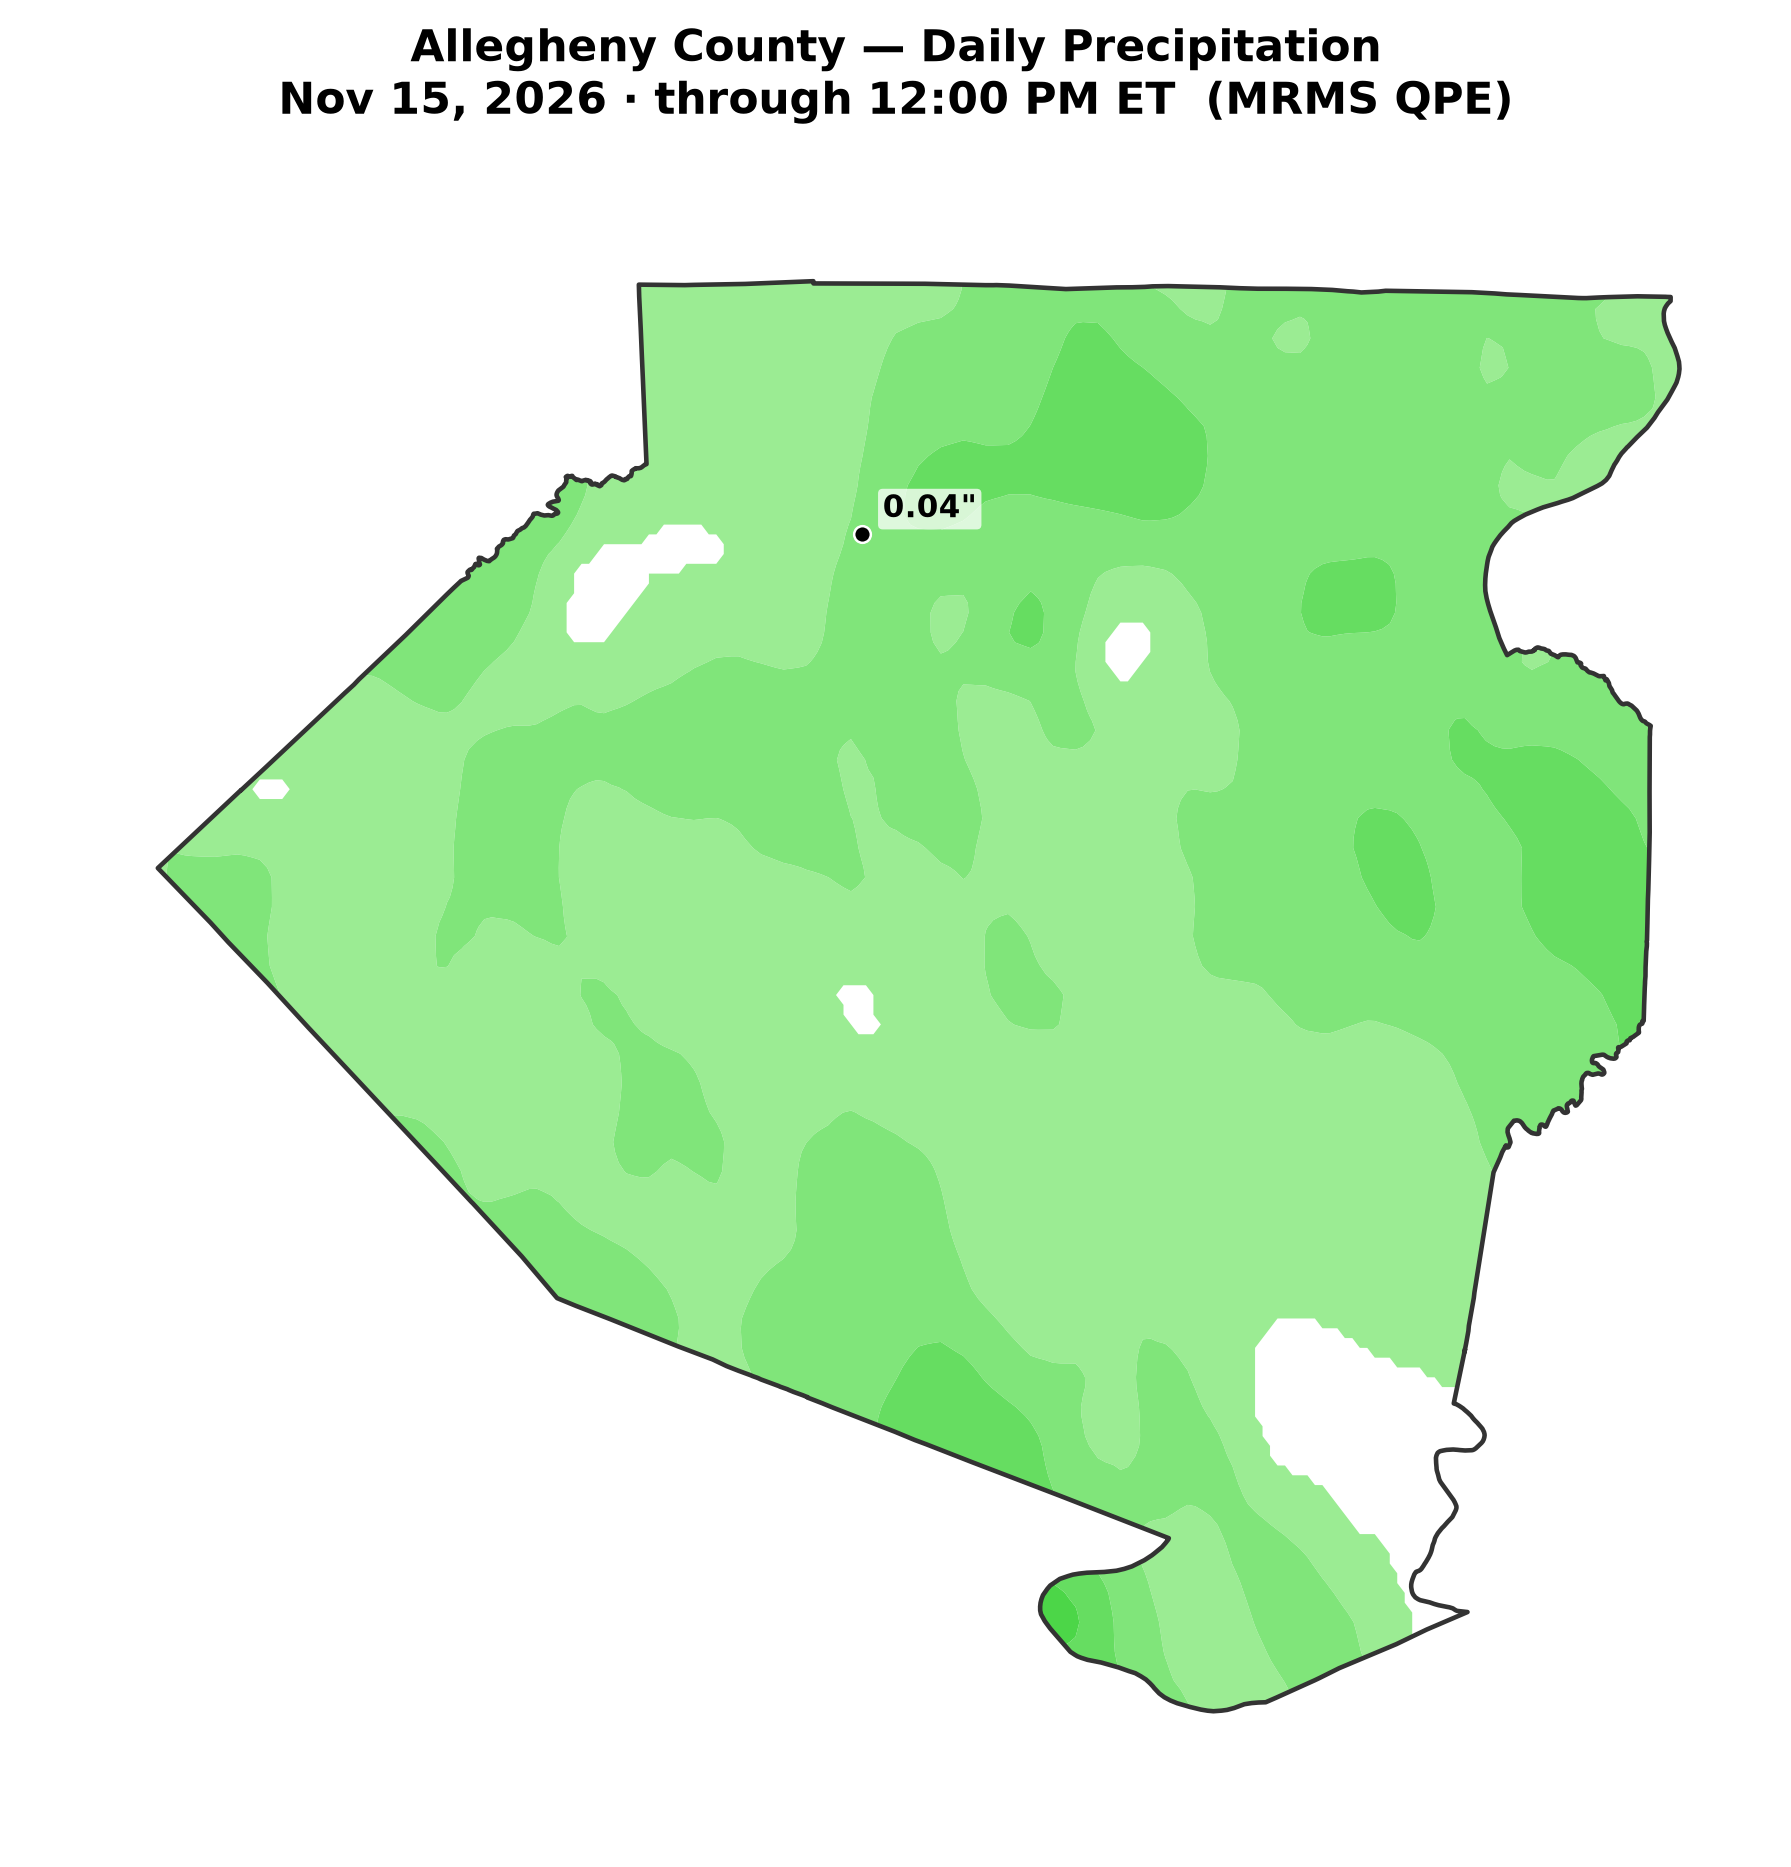 Allegheny County — Daily Precipitation
Nov 15, 2026 · through 12:00 PM ET (MRMS QPE)
0.04"